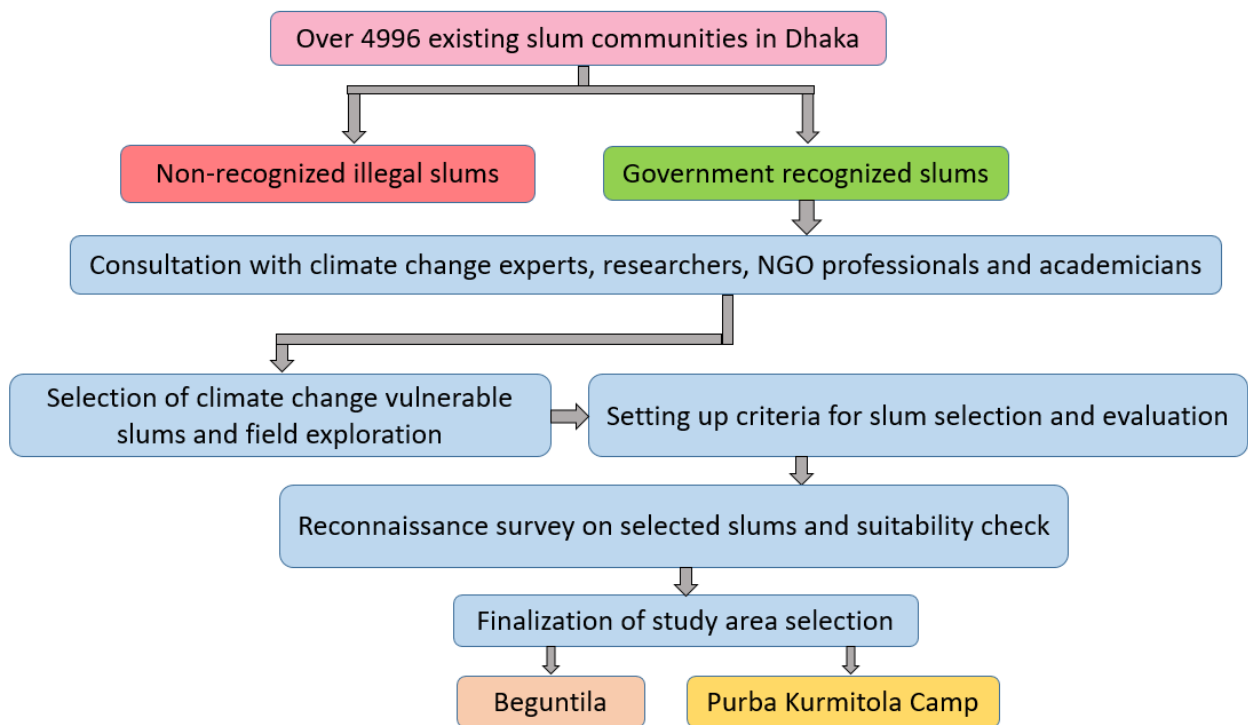 Over 4996 existing slum communities in Dhaka
Non-recognized illegal slums
Government recognized slums
Consultation with climate change experts, researchers, NGO professionals and academicians
Selection of climate change vulnerable
slums and field exploration
Setting up criteria for slum selection and evaluation
Reconnaissance survey on selected slums and suitability check
Finalization of study area selection
Beguntila
Purba Kurmitola Camp